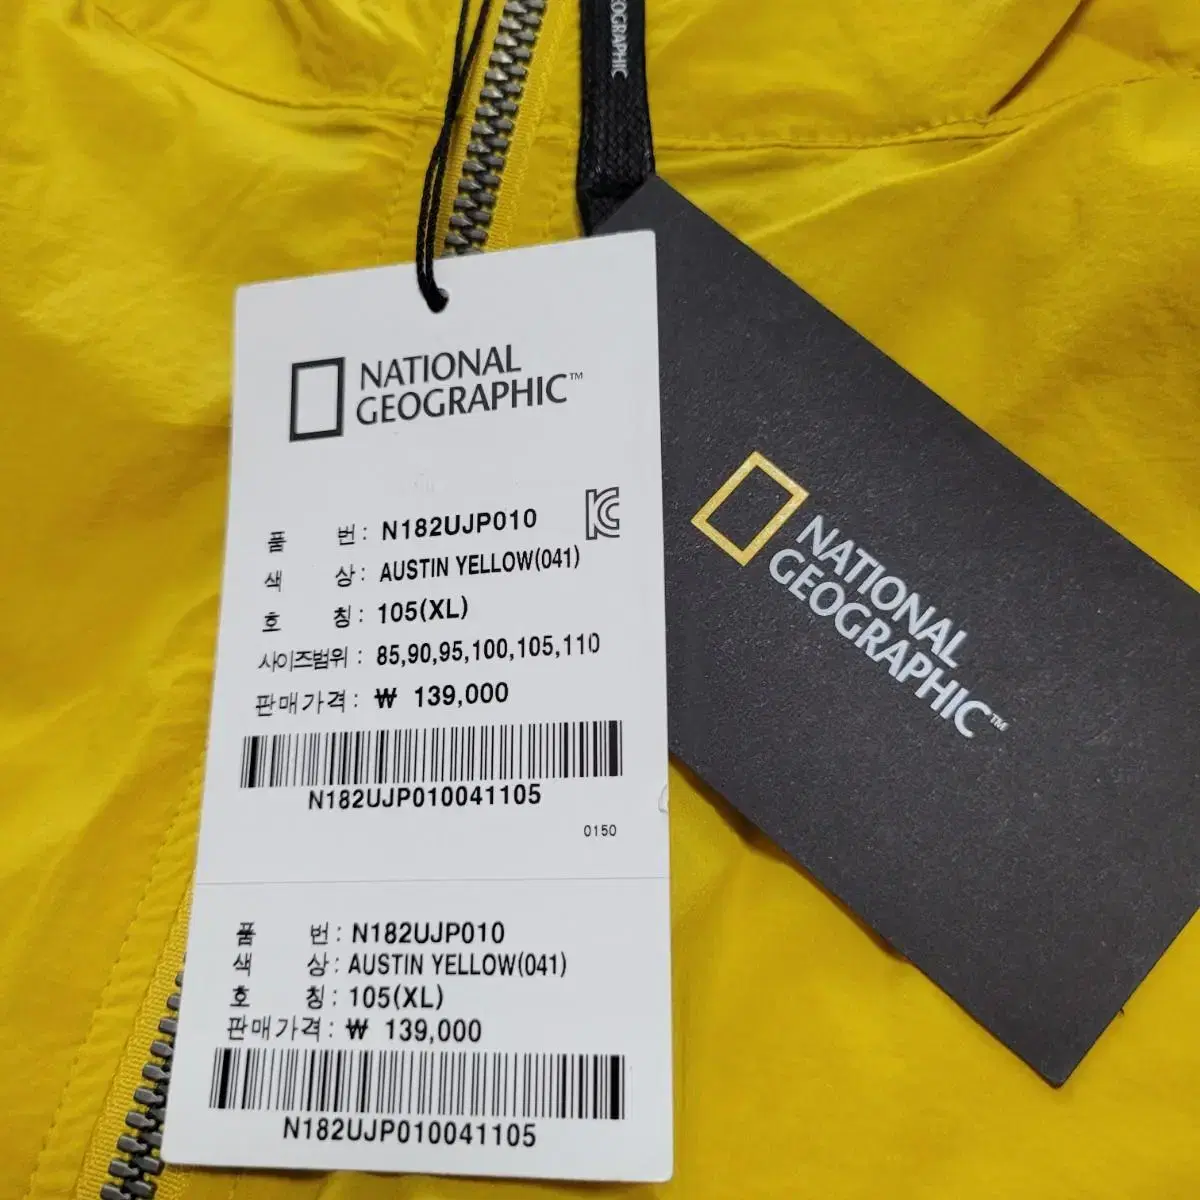 GEOGRAPHIC
NATIONAL
GEOGRAPHIC™
품 번 : N182UJP010
색 상 : AUSTIN YELLOW(041)
호 칭 : 105(XL)
사이즈범위 : 85,90,95,100,105,110
판매가격 : ₩ 139,000
N182UJP010041105
0150
품 번 : N182UJP010
색 상 : AUSTIN YELLOW(041)
호 칭 : 105(XL)
판매가격 : ₩ 139,000
N182UJP010041105
NATIONAL
GEOGRAPHIC™